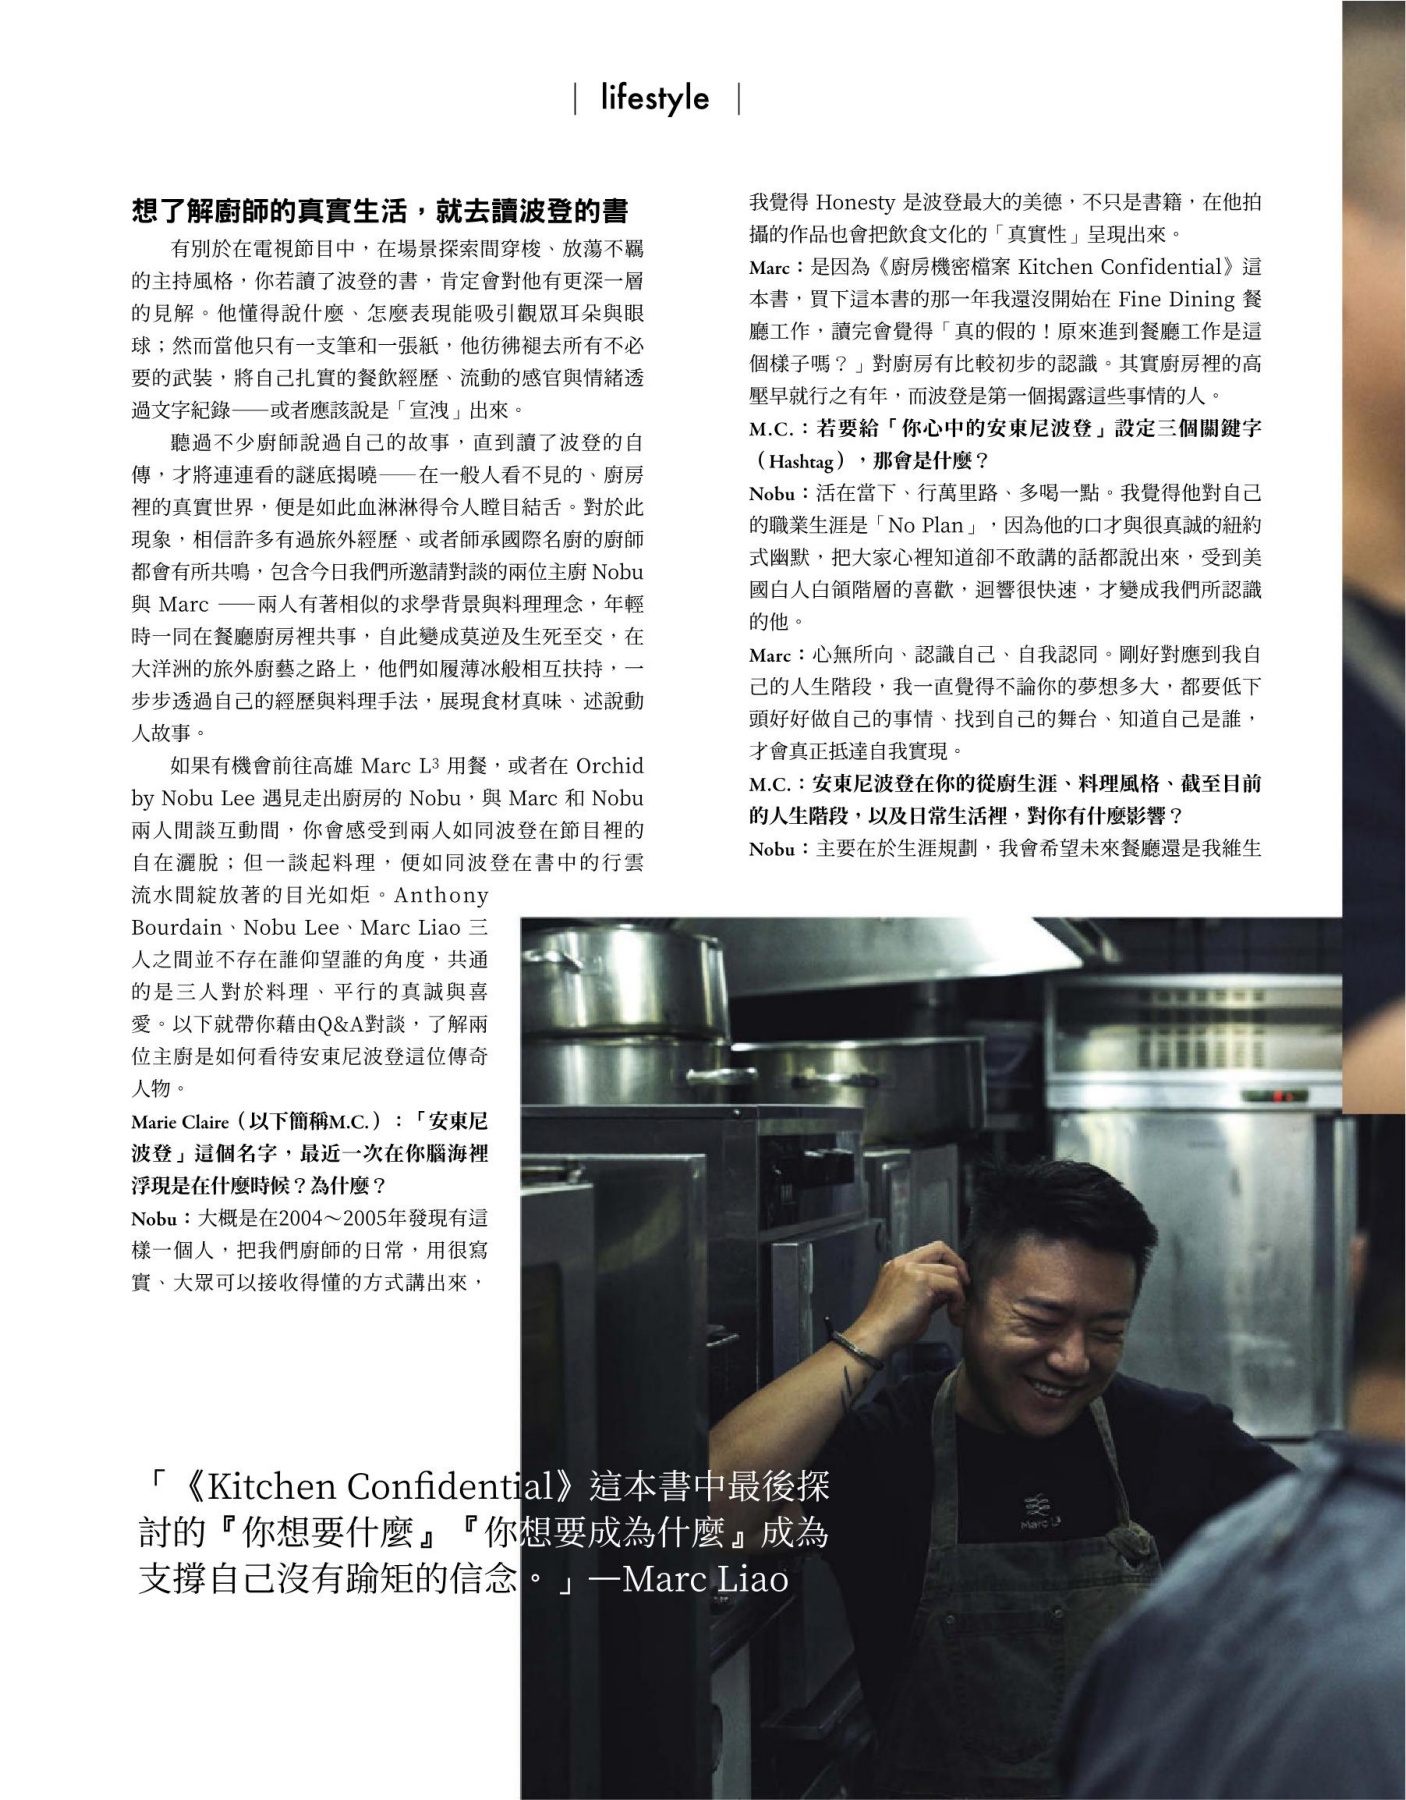 lifestyle
想了解廚師的真實生活，就去讀波登的書
有別於在電視節目中，在場景探索間穿梭、放蕩不羈
的主持風格，你若讀了波登的書，肯定會對他有更深一層
的見解。他懂得說什麼、怎麼表現能吸引觀眾耳朵與眼
球；然而當他只有一支筆和一張紙，他彷彿褪去所有不必
要的武裝，將自己扎實的餐飲經歷、流動的感官與情緒透
過文字紀錄——或者應該說是「宣洩」出來。
聽過不少廚師說過自己的故事，直到讀了波登的自
傳，才將連連看的謎底揭曉——在一般人看不見的、廚房
裡的真實世界，便是如此血淋淋得令人瞠目結舌。對於此
現象，相信許多有過旅外經歷、或者師承國際名廚的廚師
都會有所共鳴，包含今日我們所邀請對談的兩位主廚 Nobu
與 Marc ——兩人有著相似的求學背景與料理理念，年輕
時一同在餐廳廚房裡共事，自此變成莫逆及生死至交，在
大洋洲的旅外廚藝之路上，他們如履薄冰般相互扶持，一
步步透過自己的經歷與料理手法，展現食材真味、述說動
人故事。
如果有機會前往高雄 Marc L³ 用餐，或者在 Orchid
by Nobu Lee 遇見走出廚房的 Nobu，與 Marc 和 Nobu
兩人閒談互動間，你會感受到兩人如同波登在節目裡的
自在灑脫；但一談起料理，便如同波登在書中的行雲
流水間綻放著的目光如炬。Anthony
Bourdain、Nobu Lee、Marc Liao 三
人之間並不存在誰仰望誰的角度，共通
的是三人對於料理、平行的真誠與喜
愛。以下就帶你藉由Q&A對談，了解兩
位主廚是如何看待安東尼波登這位傳奇
人物。
Marie Claire（以下簡稱M.C.）：「安東尼
波登」這個名字，最近一次在你腦海裡
浮現是在什麼時候？為什麼？
Nobu：大概是在2004～2005年發現有這
樣一個人，把我們廚師的日常，用很寫
實、大眾可以接收得懂的方式講出來，
我覺得 Honesty 是波登最大的美德，不只是書籍，在他拍
攝的作品也會把飲食文化的「真實性」呈現出來。
Marc：是因為《廚房機密檔案 Kitchen Confidential》這
本書，買下這本書的那一年我還沒開始在 Fine Dining 餐
廳工作，讀完會覺得「真的假的！原來進到餐廳工作是這
個樣子嗎？」對廚房有比較初步的認識。其實廚房裡的高
壓早就行之有年，而波登是第一個揭露這些事情的人。
M.C.：若要給「你心中的安東尼波登」設定三個關鍵字
（Hashtag），那會是什麼？
Nobu：活在當下、行萬里路、多喝一點。我覺得他對自己
的職業生涯是「No Plan」，因為他的口才與很真誠的紐約
式幽默，把大家心裡知道卻不敢講的話都說出來，受到美
國白人白領階層的喜歡，迴響很快速，才變成我們所認識
的他。
Marc：心無所向、認識自己、自我認同。剛好對應到我自
己的人生階段，我一直覺得不論你的夢想多大，都要低下
頭好好做自己的事情、找到自己的舞台、知道自己是誰，
才會真正抵達自我實現。
M.C.：安東尼波登在你的從廚生涯、料理風格、截至目前
的人生階段，以及日常生活裡，對你有什麼影響？
Nobu：主要在於生涯規劃，我會希望未來餐廳還是我維生
「《Kitchen Confidential》這本書中最後探
討的『你想要什麼』『你想要成為什麼』成為
支撐自己沒有踰矩的信念。」—Marc Liao
Marc L³